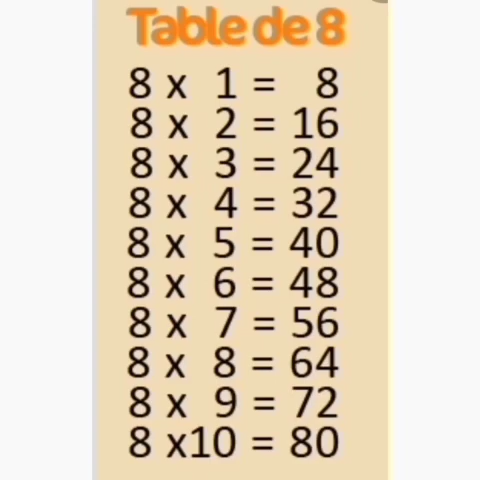 Table de 8
8 x 1 = 8
8 x 2 = 16
8 x 3 = 24
8 x 4 = 32
8 x 5 = 40
8 x 6 = 48
8 x 7 = 56
8 x 8 = 64
8 x 9 = 72
8 x10 = 80